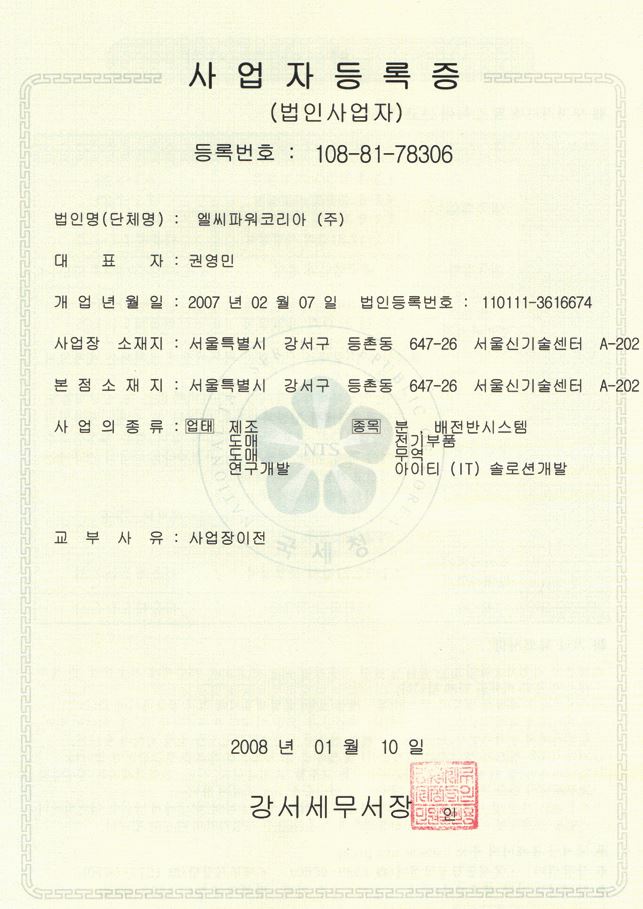 사업자등록증
(법인사업자)
등록번호 : 108-81-78306
법인명(단체명) : 엘씨파워코리아 (주)
대 표 자 : 권영민
개 업 년 월 일 : 2007 년 02 월 07 일 법인등록번호 : 110111-3616674
사업장 소재지 : 서울특별시 강서구 등촌동 647-26 서울신기술센터 A-202
본 점 소 재 지 : 서울특별시 강서구 등촌동 647-26 서울신기술센터 A-202
사 업 의 종 류 : 업태 제조 종목 분 배전반시스템
도매 전기부품
도매 무역
연구개발 아이티 (IT) 솔로션개발
NTS
국세청
교 부 사 유 : 사업장이전
2008 년 01 월 10 일
강서세무서장 인